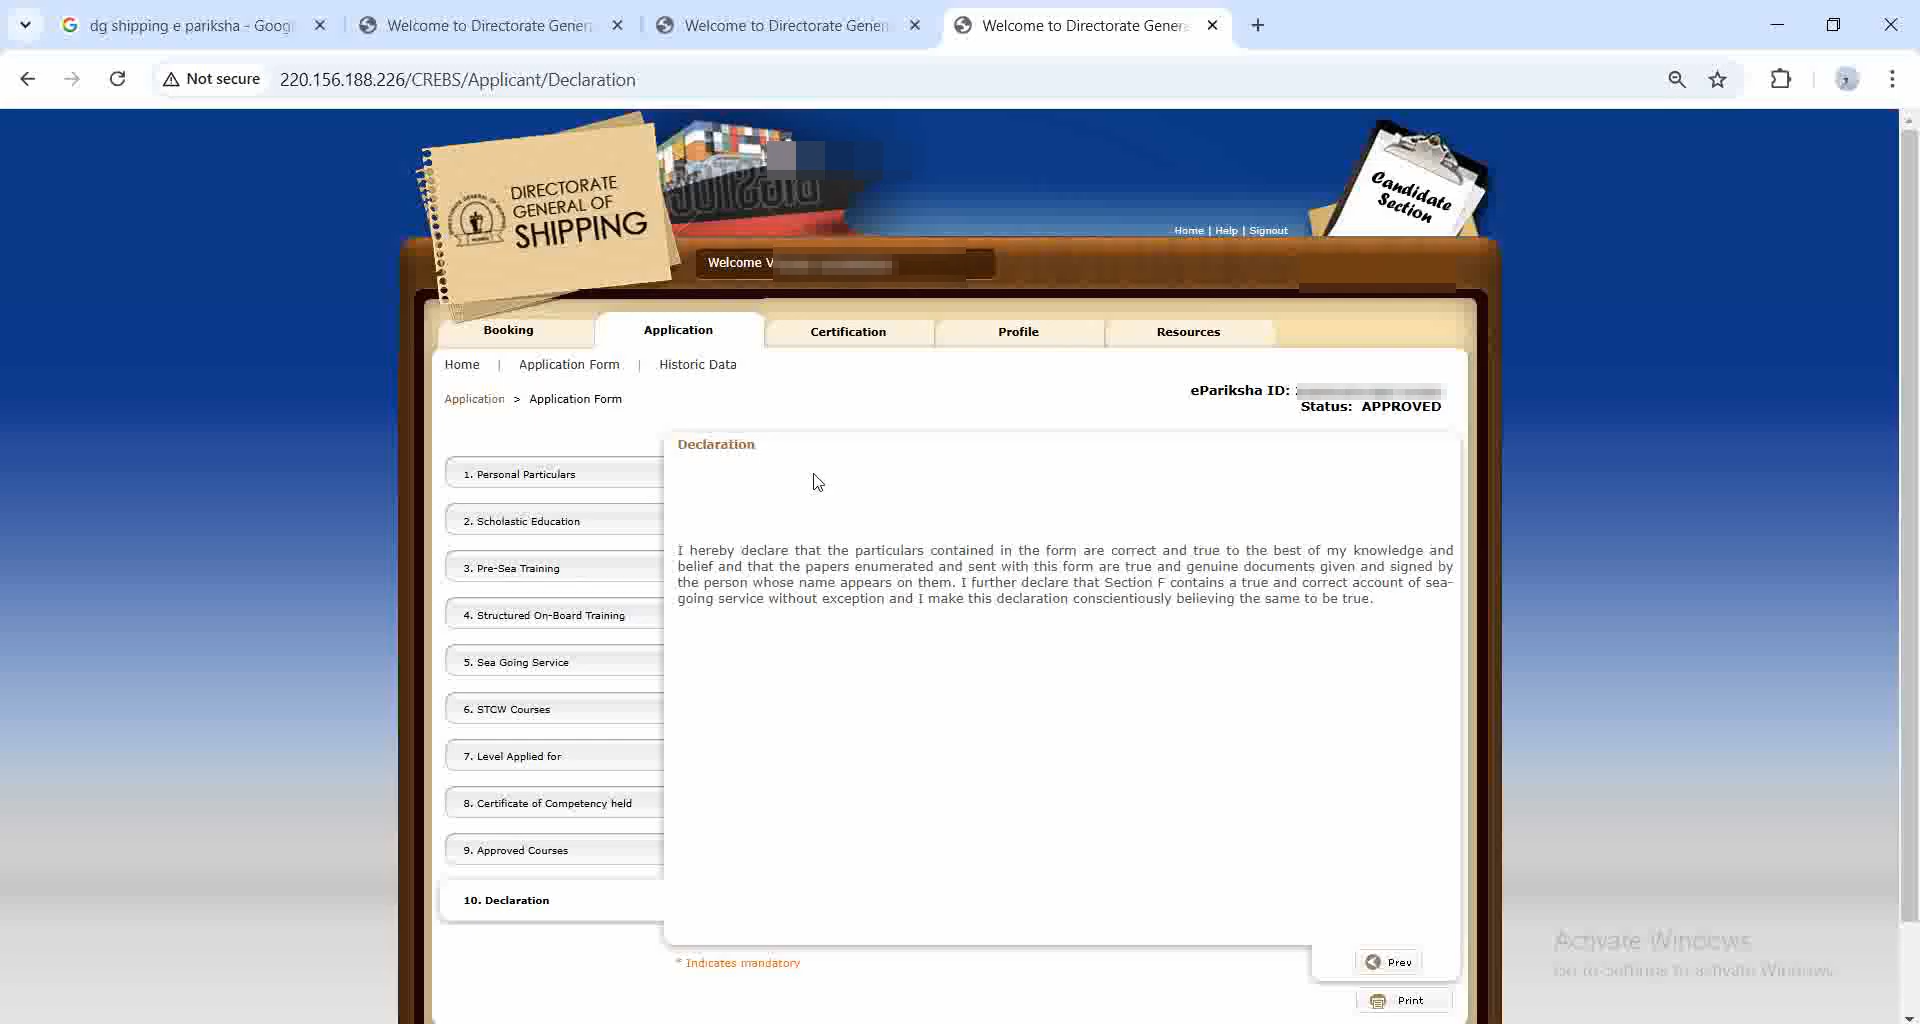 dg shipping e pariksha - Goog
Welcome to Directorate Gener
Welcome to Directorate Gener
Welcome to Directorate Gener
Not secure
220.156.188.226/CREBS/Applicant/Declaration
DIRECTORATE
GENERAL OF
SHIPPING
Candidate
Section
Home | Help | Signout
Welcome V
Booking
Application
Certification
Profile
Resources
Home | Application Form | Historic Data
Application > Application Form
ePariksha ID:
Status: APPROVED
Declaration
1. Personal Particulars
2. Scholastic Education
3. Pre-Sea Training
4. Structured On-Board Training
5. Sea Going Service
6. STCW Courses
7. Level Applied for
8. Certificate of Competency held
9. Approved Courses
10. Declaration
I hereby declare that the particulars contained in the form are correct and true to the best of my knowledge and
belief and that the papers enumerated and sent with this form are true and genuine documents given and signed by
the person whose name appears on them. I further declare that Section F contains a true and correct account of sea-
going service without exception and I make this declaration conscientiously believing the same to be true.
* Indicates mandatory
Prev
Print
Activate Windows
Go to Settings to activate Windows.